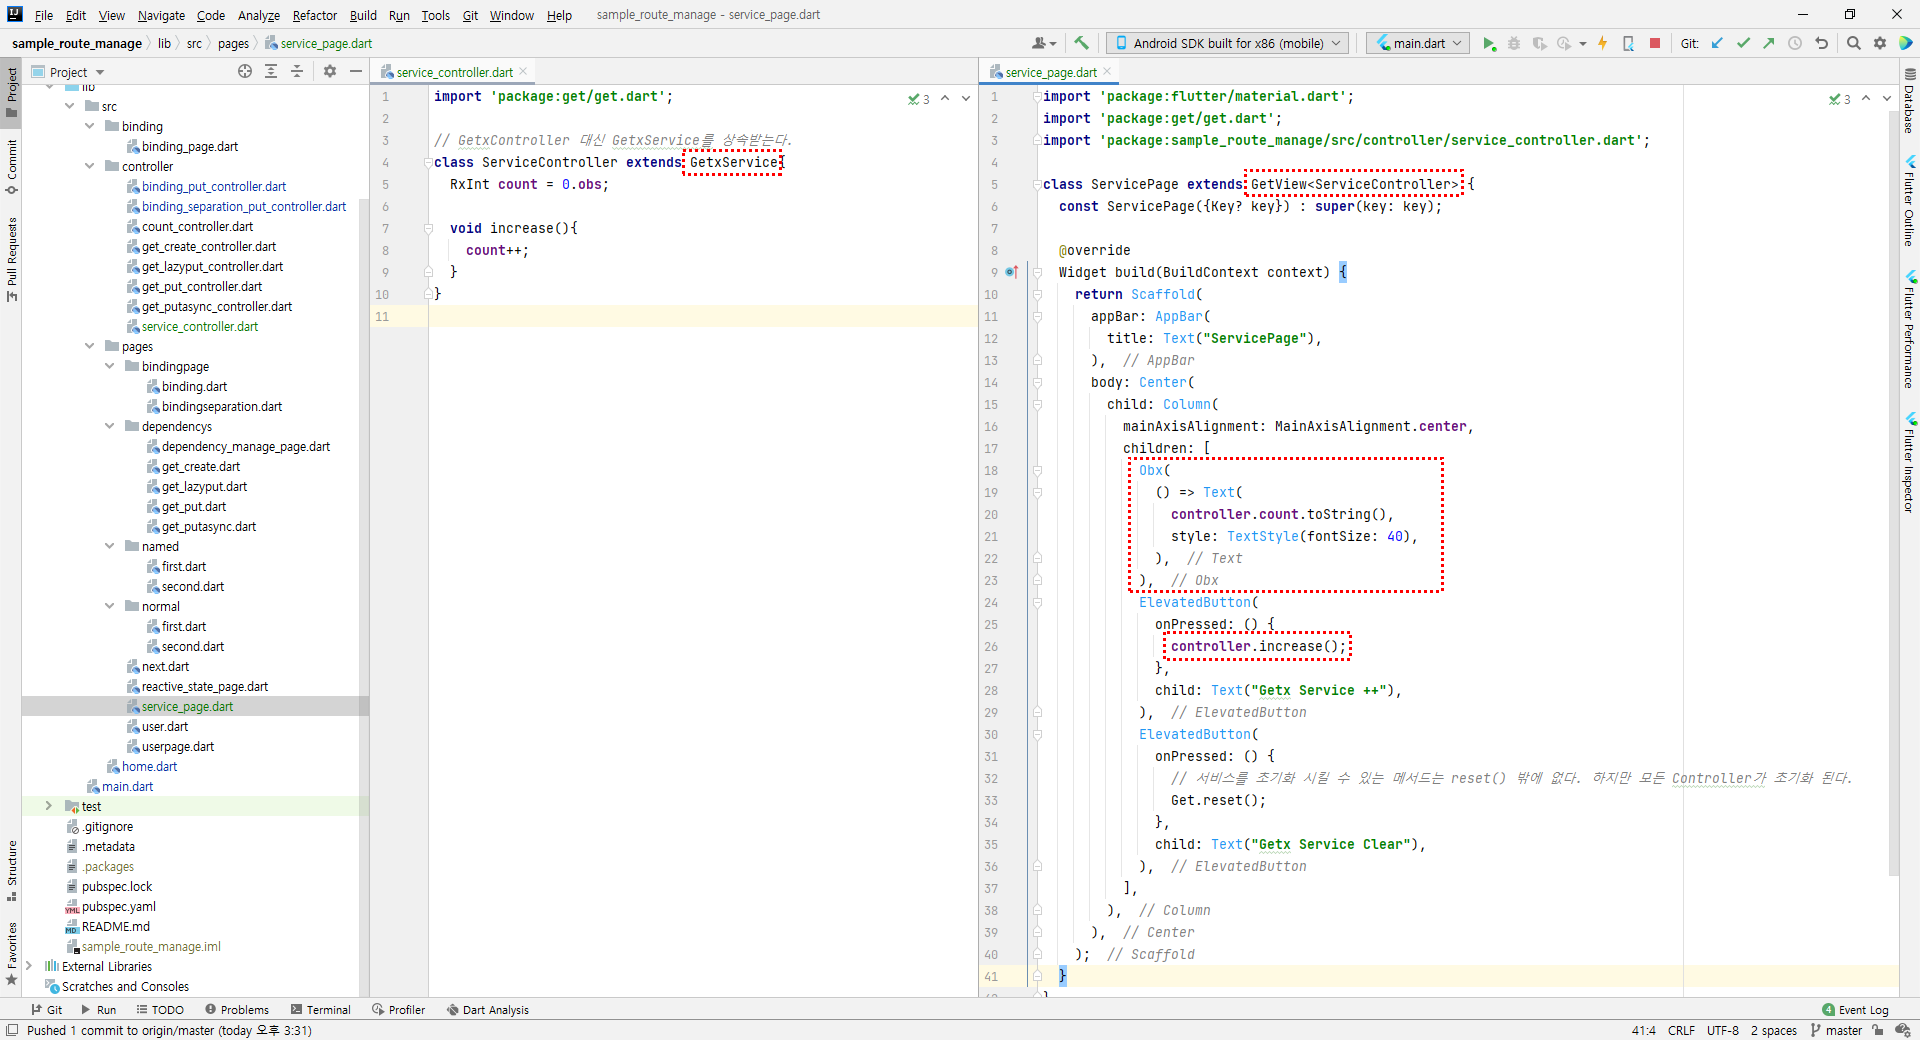 File Edit View Navigate Code Analyze Refactor Build Run Tools Git Window Help sample_route_manage - service_page.dart
sample_route_manage lib src pages service_page.dart
Android SDK built for x86 (mobile) main.dart Git:
Project
service_controller.dart
service_page.dart
Project
Commit
Pull Requests
Structure
Favorites
lib
src
binding
binding_page.dart
controller
binding_put_controller.dart
binding_separation_put_controller.dart
count_controller.dart
get_create_controller.dart
get_lazyput_controller.dart
get_put_controller.dart
get_putasync_controller.dart
service_controller.dart
pages
bindingpage
binding.dart
bindingseparation.dart
dependencys
dependency_manage_page.dart
get_create.dart
get_lazyput.dart
get_put.dart
get_putasync.dart
named
first.dart
second.dart
normal
first.dart
second.dart
next.dart
reactive_state_page.dart
service_page.dart
user.dart
userpage.dart
home.dart
main.dart
test
.gitignore
.metadata
.packages
pubspec.lock
pubspec.yaml
README.md
sample_route_manage.iml
External Libraries
Scratches and Consoles
3
1 import 'package:get/get.dart';
2
3 // GetxController 대신 GetxService를 상속받는다.
4 class ServiceController extends GetxService{
5 RxInt count = 0.obs;
6
7 void increase(){
8 count++;
9 }
10 }
11
3
1 import 'package:flutter/material.dart';
2 import 'package:get/get.dart';
3 import 'package:sample_route_manage/src/controller/service_controller.dart';
4
5 class ServicePage extends GetView<ServiceController> {
6 const ServicePage({Key? key}) : super(key: key);
7
8 @override
9 Widget build(BuildContext context) {
10 return Scaffold(
11 appBar: AppBar(
12 title: Text("ServicePage"),
13 ), // AppBar
14 body: Center(
15 child: Column(
16 mainAxisAlignment: MainAxisAlignment.center,
17 children: [
18 Obx(
19 () => Text(
20 controller.count.toString(),
21 style: TextStyle(fontSize: 40),
22 ), // Text
23 ), // Obx
24 ElevatedButton(
25 onPressed: () {
26 controller.increase();
27 },
28 child: Text("Getx Service ++"),
29 ), // ElevatedButton
30 ElevatedButton(
31 onPressed: () {
32 // 서비스를 초기화 시킬 수 있는 메서드는 reset() 밖에 없다. 하지만 모든 Controller가 초기화 된다.
33 Get.reset();
34 },
35 child: Text("Getx Service Clear"),
36 ), // ElevatedButton
37 ],
38 ), // Column
39 ), // Center
40 ); // Scaffold
41 }
Database
Flutter Outline
Flutter Performance
Flutter Inspector
Git Run TODO Problems Terminal Profiler Dart Analysis 4 Event Log
Pushed 1 commit to origin/master (today 오후 3:31) 41:4 CRLF UTF-8 2 spaces master